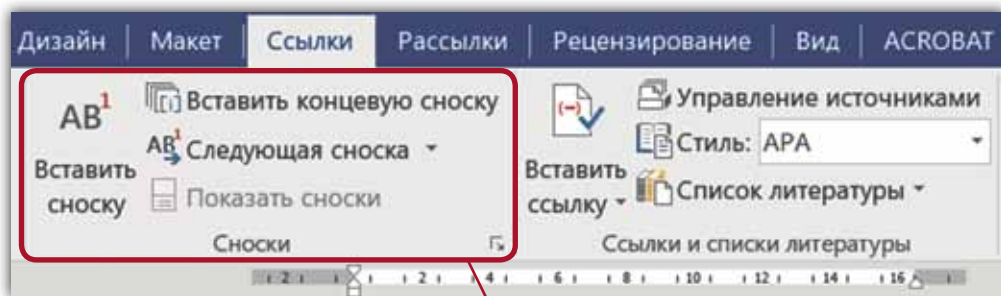 Дизайн Макет Ссылки Рассылки Рецензирование Вид ACROBAT
AB1
Вставить сноску
Вставить концевую сноску
AB1 Следующая сноска
Показать сноски
Сноски
(-)
Вставить ссылку
Управление источниками
Стиль: APA
Список литературы
Ссылки и списки литературы
2 1 2 4 6 8 10 12 14 16